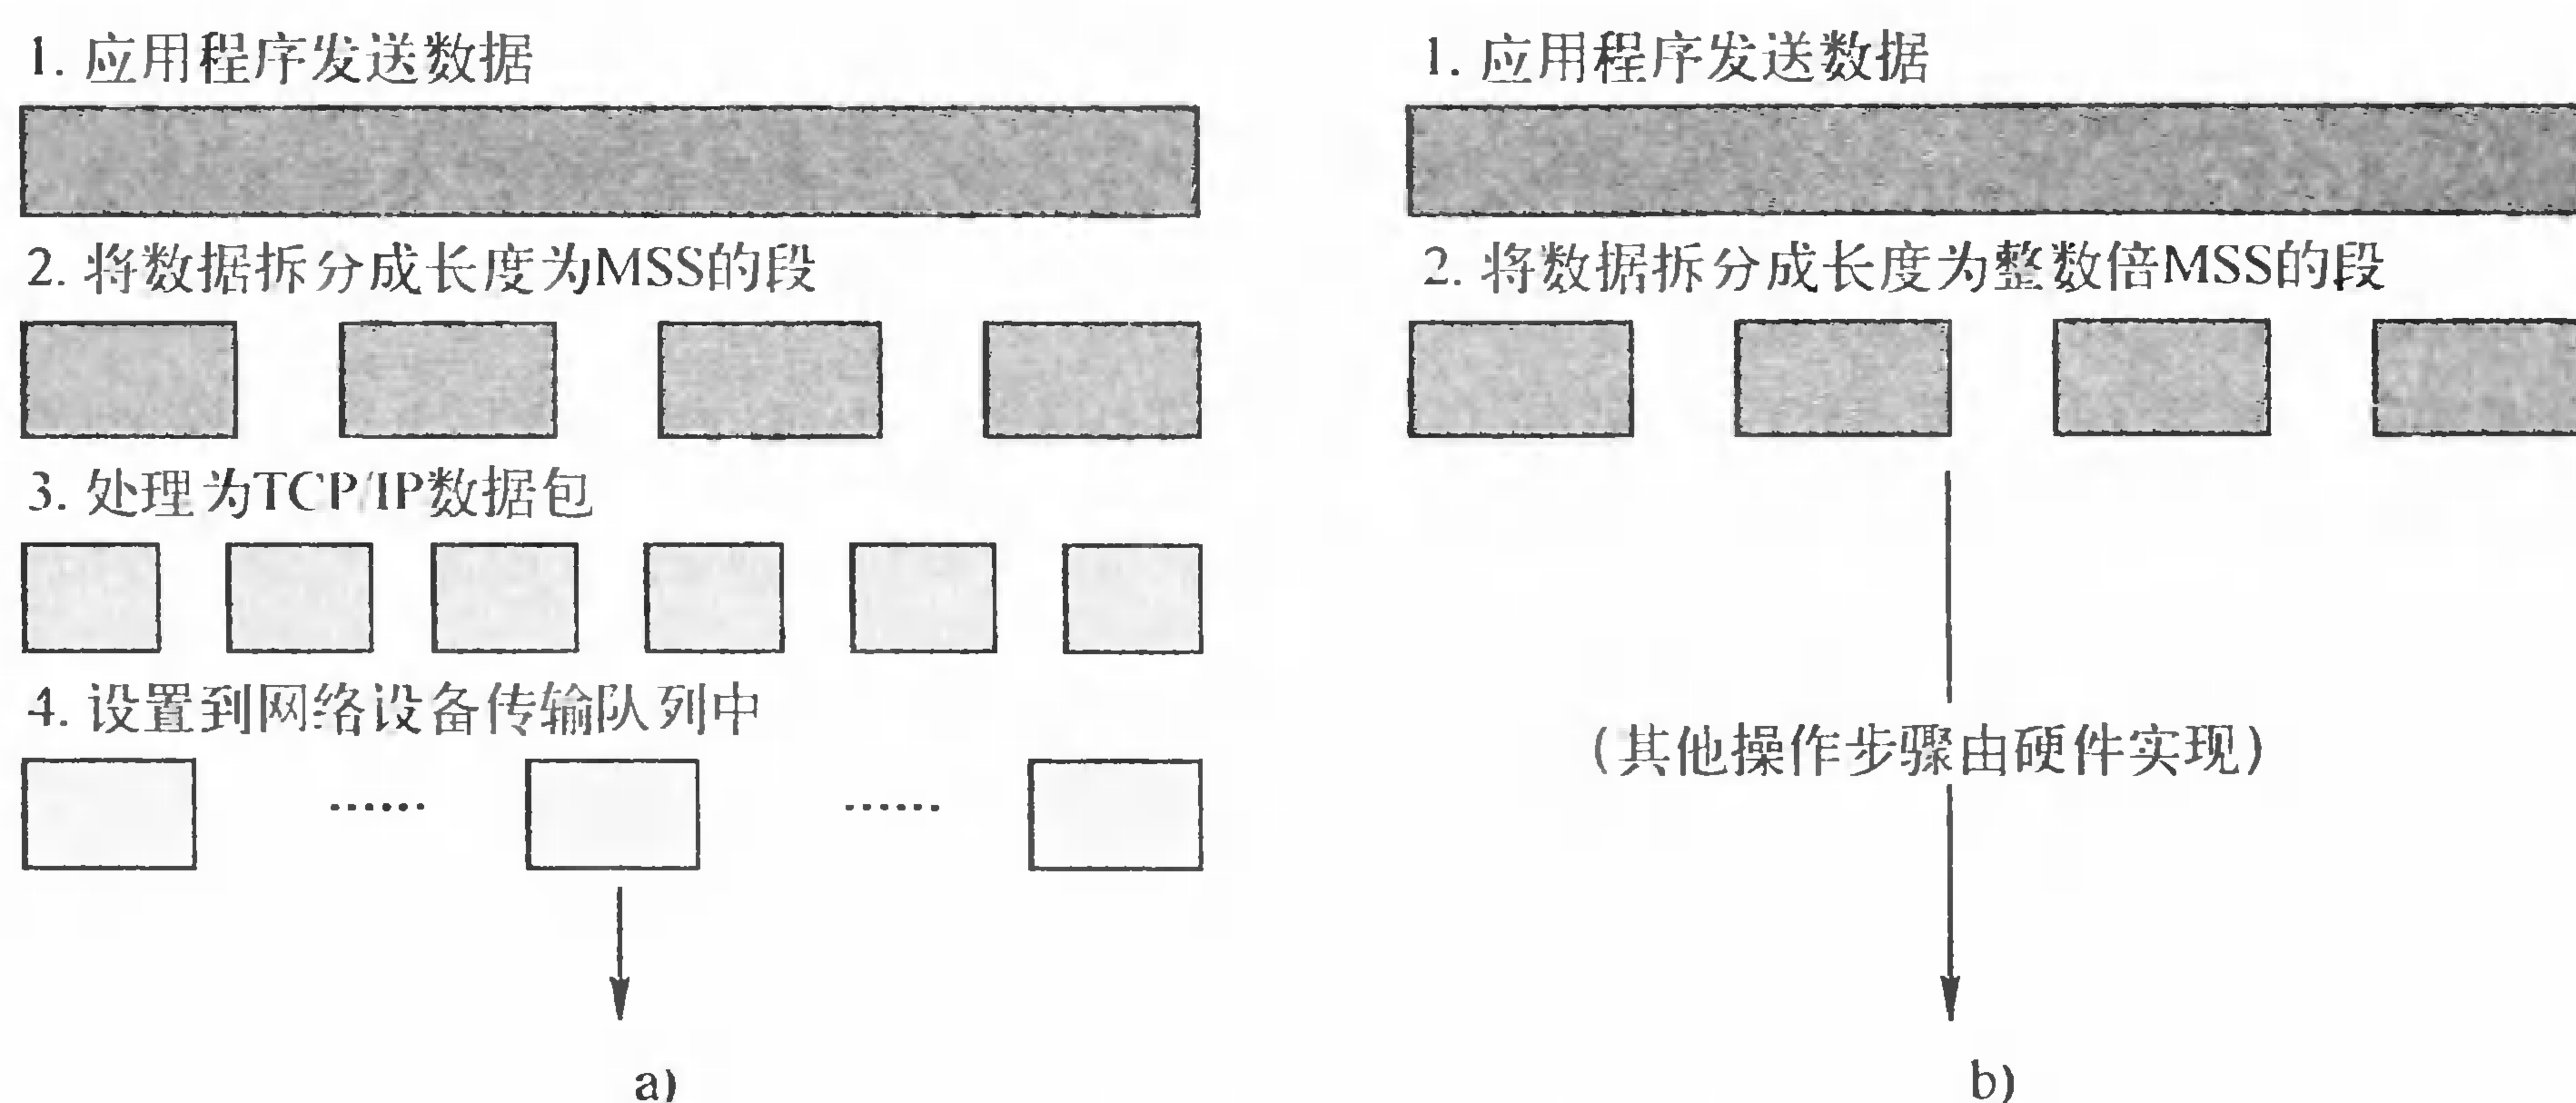 1. 应用程序发送数据
2. 将数据拆分成长度为MSS的段
3. 处理为TCP/IP数据包
4. 设置到网络设备传输队列中
......
......
a)
1. 应用程序发送数据
2. 将数据拆分成长度为整数倍MSS的段
(其他操作步骤由硬件实现)
b)